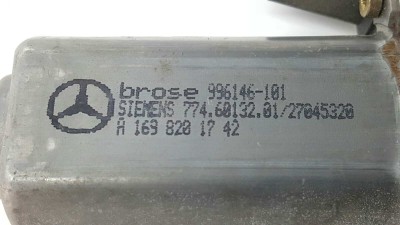 brose 996146-101
SIEMENS 774.60132.01/27045320
A 169 820 17 42